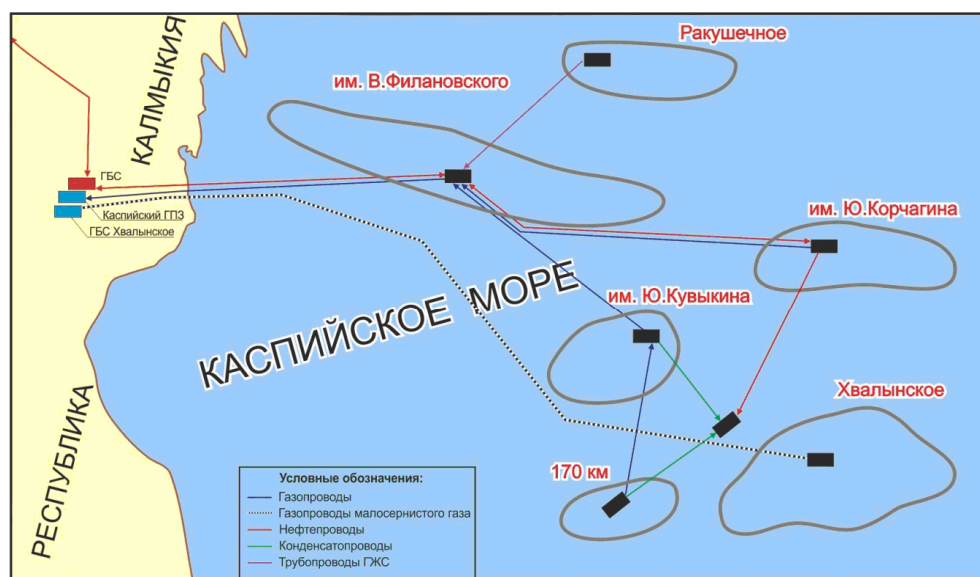 Ракушечное
им. В.Филановского
КАЛМЫКИЯ
ГБС
Каспийский ГПЗ
ГБС Хвалынское
им. Ю.Корчагина
им. Ю.Кувыкина
КАСПИЙСКОЕ МОРЕ
Хвалынское
РЕСПУБЛИКА
170 км
Условные обозначения:
Газопроводы
Газопроводы малосернистого газа
Нефтепроводы
Конденсатопроводы
Трубопроводы ГЖС